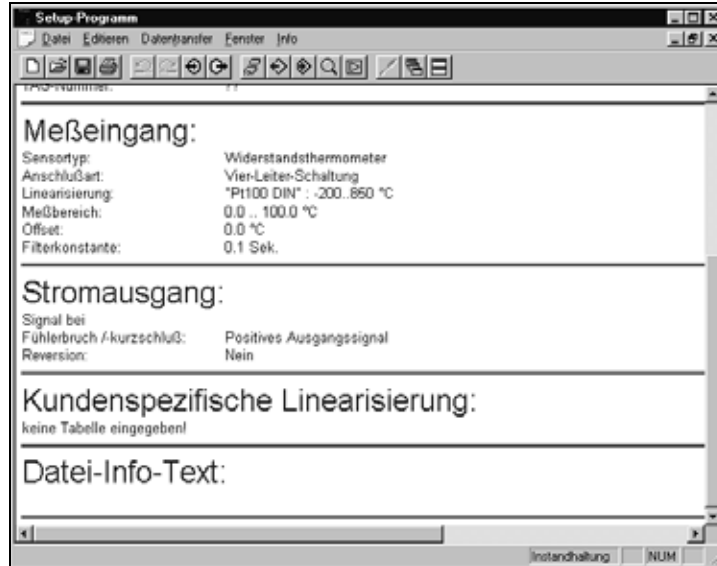 Setup-Programm
Datei Editieren Datentransfer Fenster Info
TAG-Nummer: ??
Meßeingang:
Sensortyp: Widerstandsthermometer
Anschlußart: Vier-Leiter-Schaltung
Linearisierung: "Pt100 DIN" : -200..850 °C
Meßbereich: 0.0 .. 100.0 °C
Offset: 0.0 °C
Filterkonstante: 0.1 Sek.
Stromausgang:
Signal bei
Fühlerbruch /-kurzschluß: Positives Ausgangssignal
Reversion: Nein
Kundenspezifische Linearisierung:
keine Tabelle eingegeben!
Datei-Info-Text:
Instandhaltung NUM